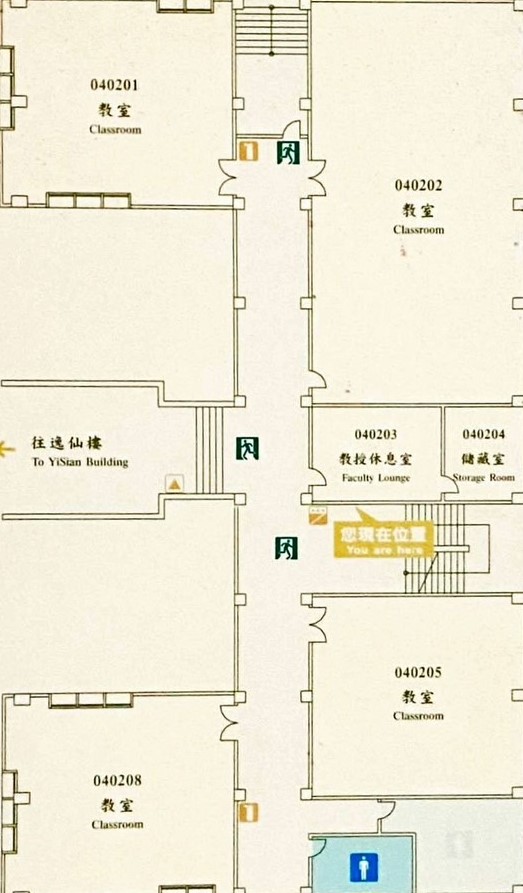 040201
教室
Classroom
040202
教室
Classroom
往逸仙樓
To YiSian Building
040203
教授休息室
Faculty Lounge
040204
儲藏室
Storage Room
您現在位置
You are here
040205
教室
Classroom
040208
教室
Classroom